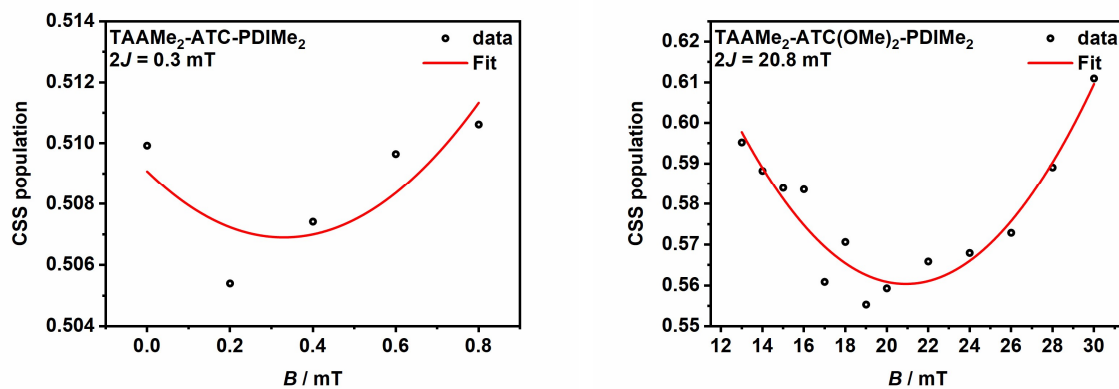 TAAMe₂-ATC-PDIMe₂
2J = 0.3 mT
data
Fit
0.514
0.512
0.510
0.508
0.506
0.504
CSS population
0.0 0.2 0.4 0.6 0.8
B / mT
TAAMe₂-ATC(OMe)₂-PDIMe₂
2J = 20.8 mT
data
Fit
0.62
0.61
0.60
0.59
0.58
0.57
0.56
0.55
CSS population
12 14 16 18 20 22 24 26 28 30
B / mT